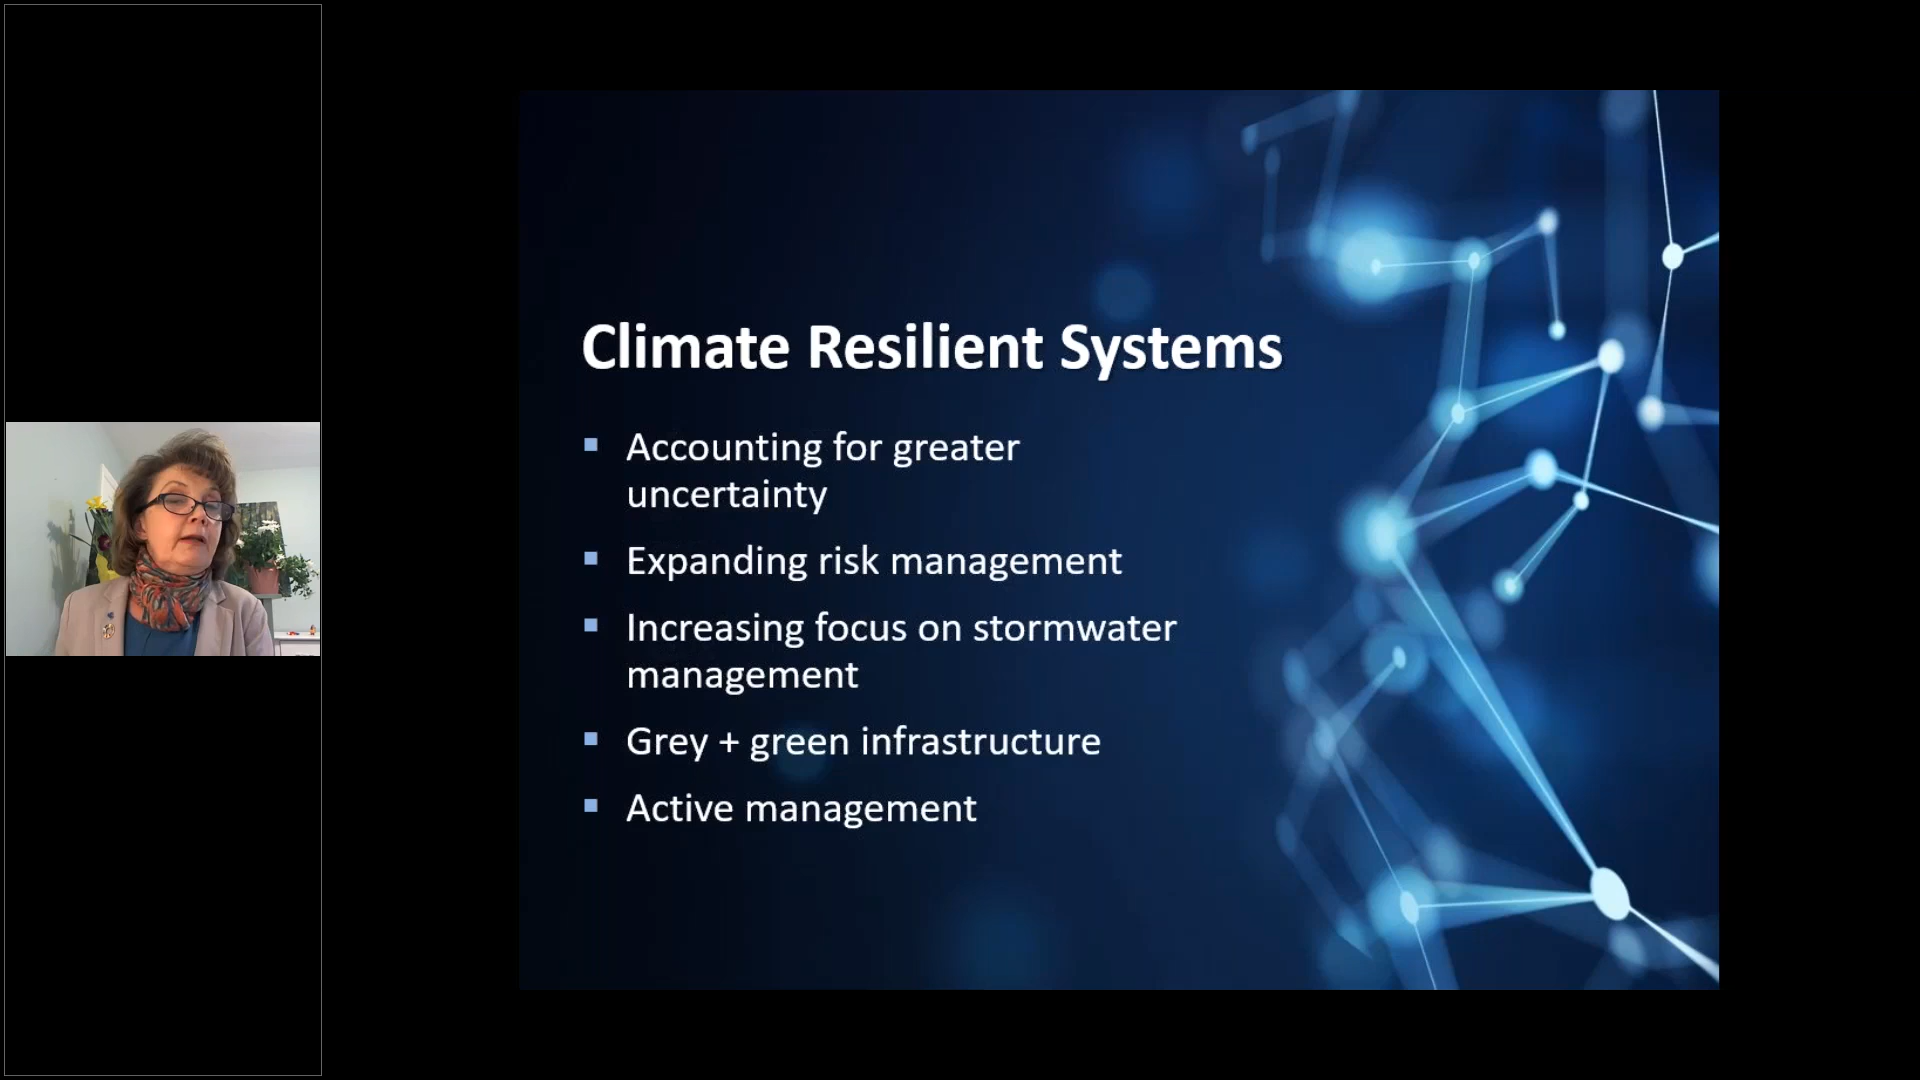 Climate Resilient Systems
▪ Accounting for greater
uncertainty
▪ Expanding risk management
▪ Increasing focus on stormwater
management
▪ Grey + green infrastructure
▪ Active management